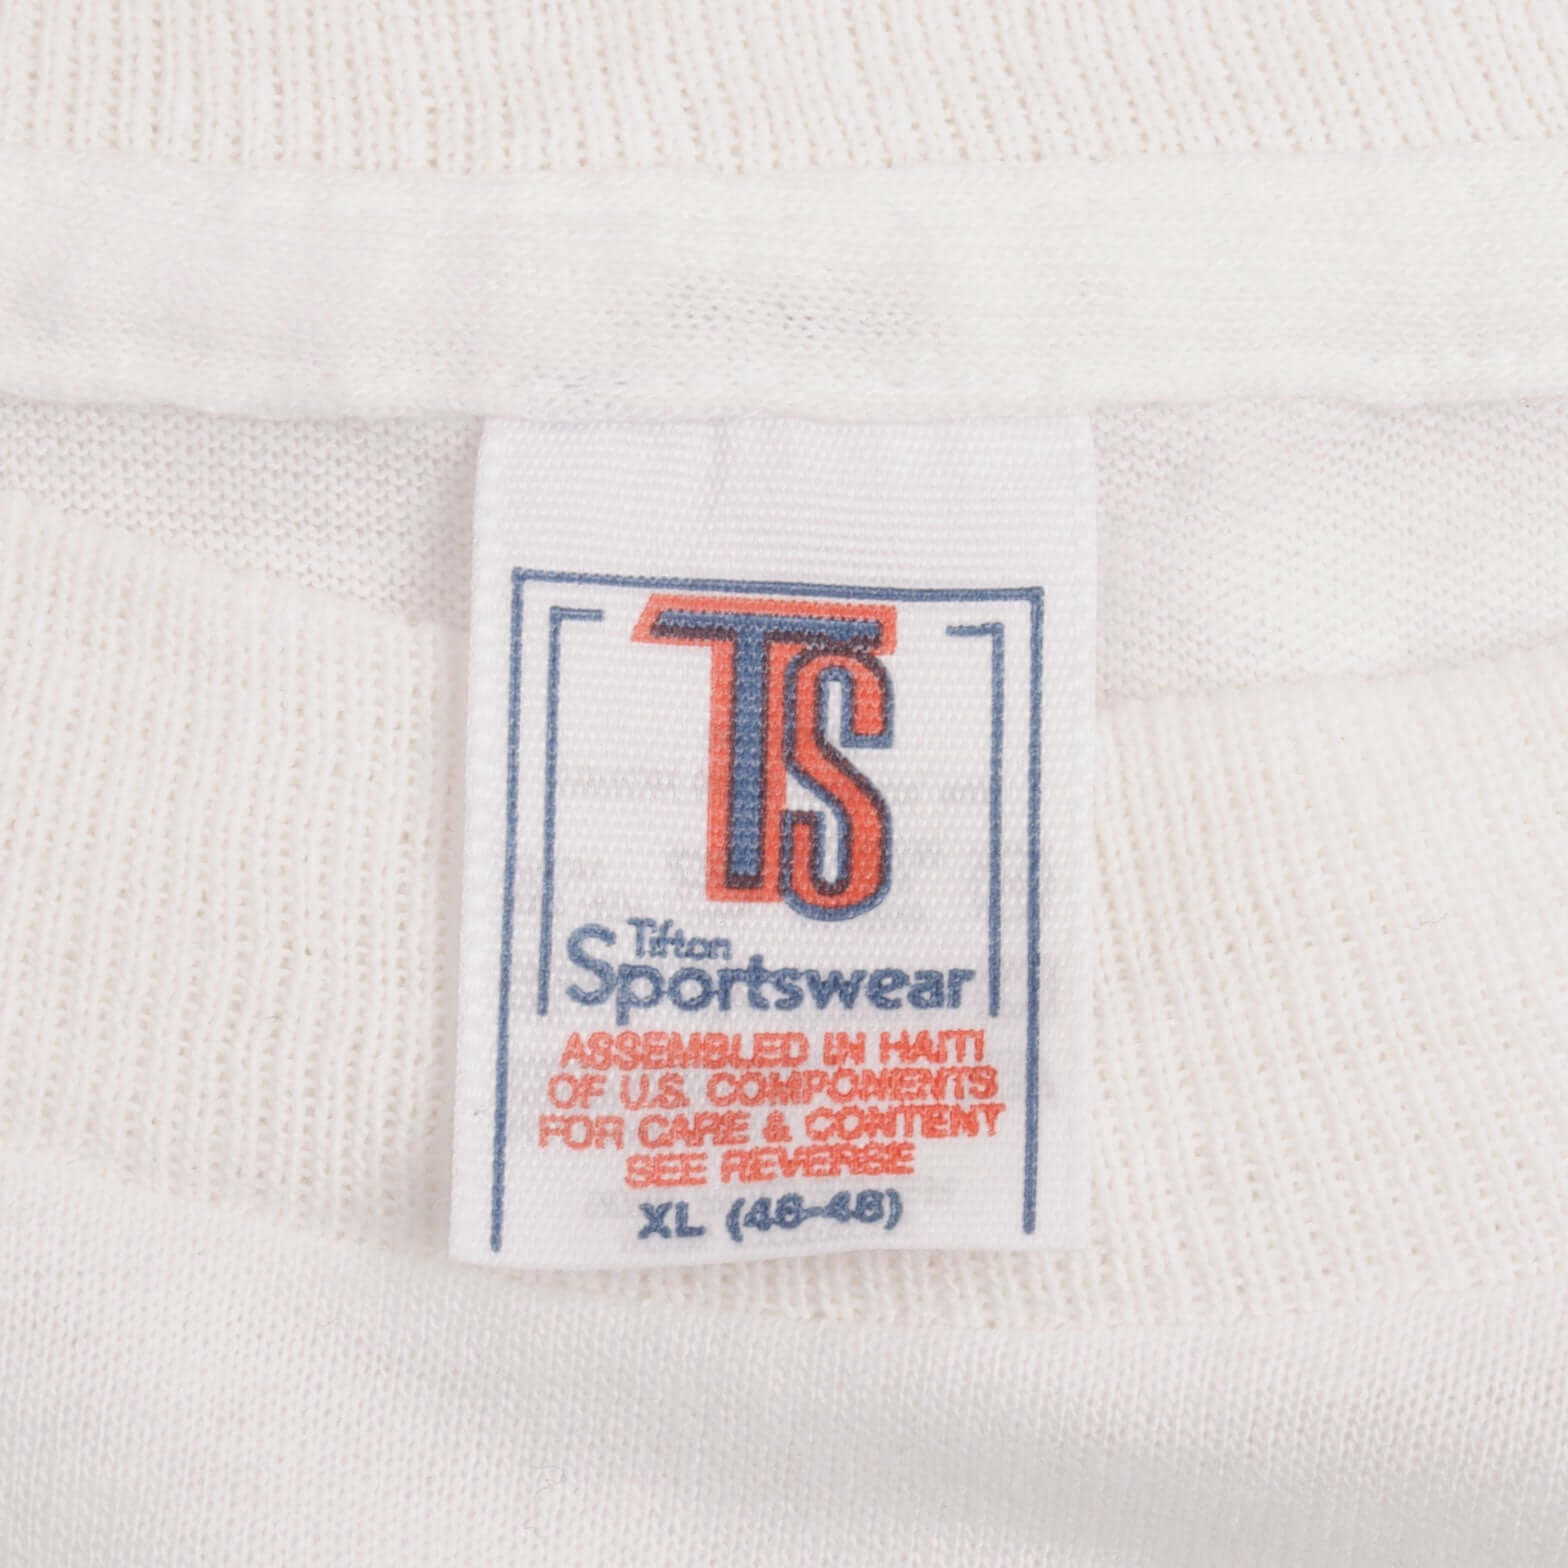 TS
Tifton
Sportswear
ASSEMBLED IN HAITI
OF U.S. COMPONENTS
FOR CARE & CONTENT
SEE REVERSE
XL (46-48)